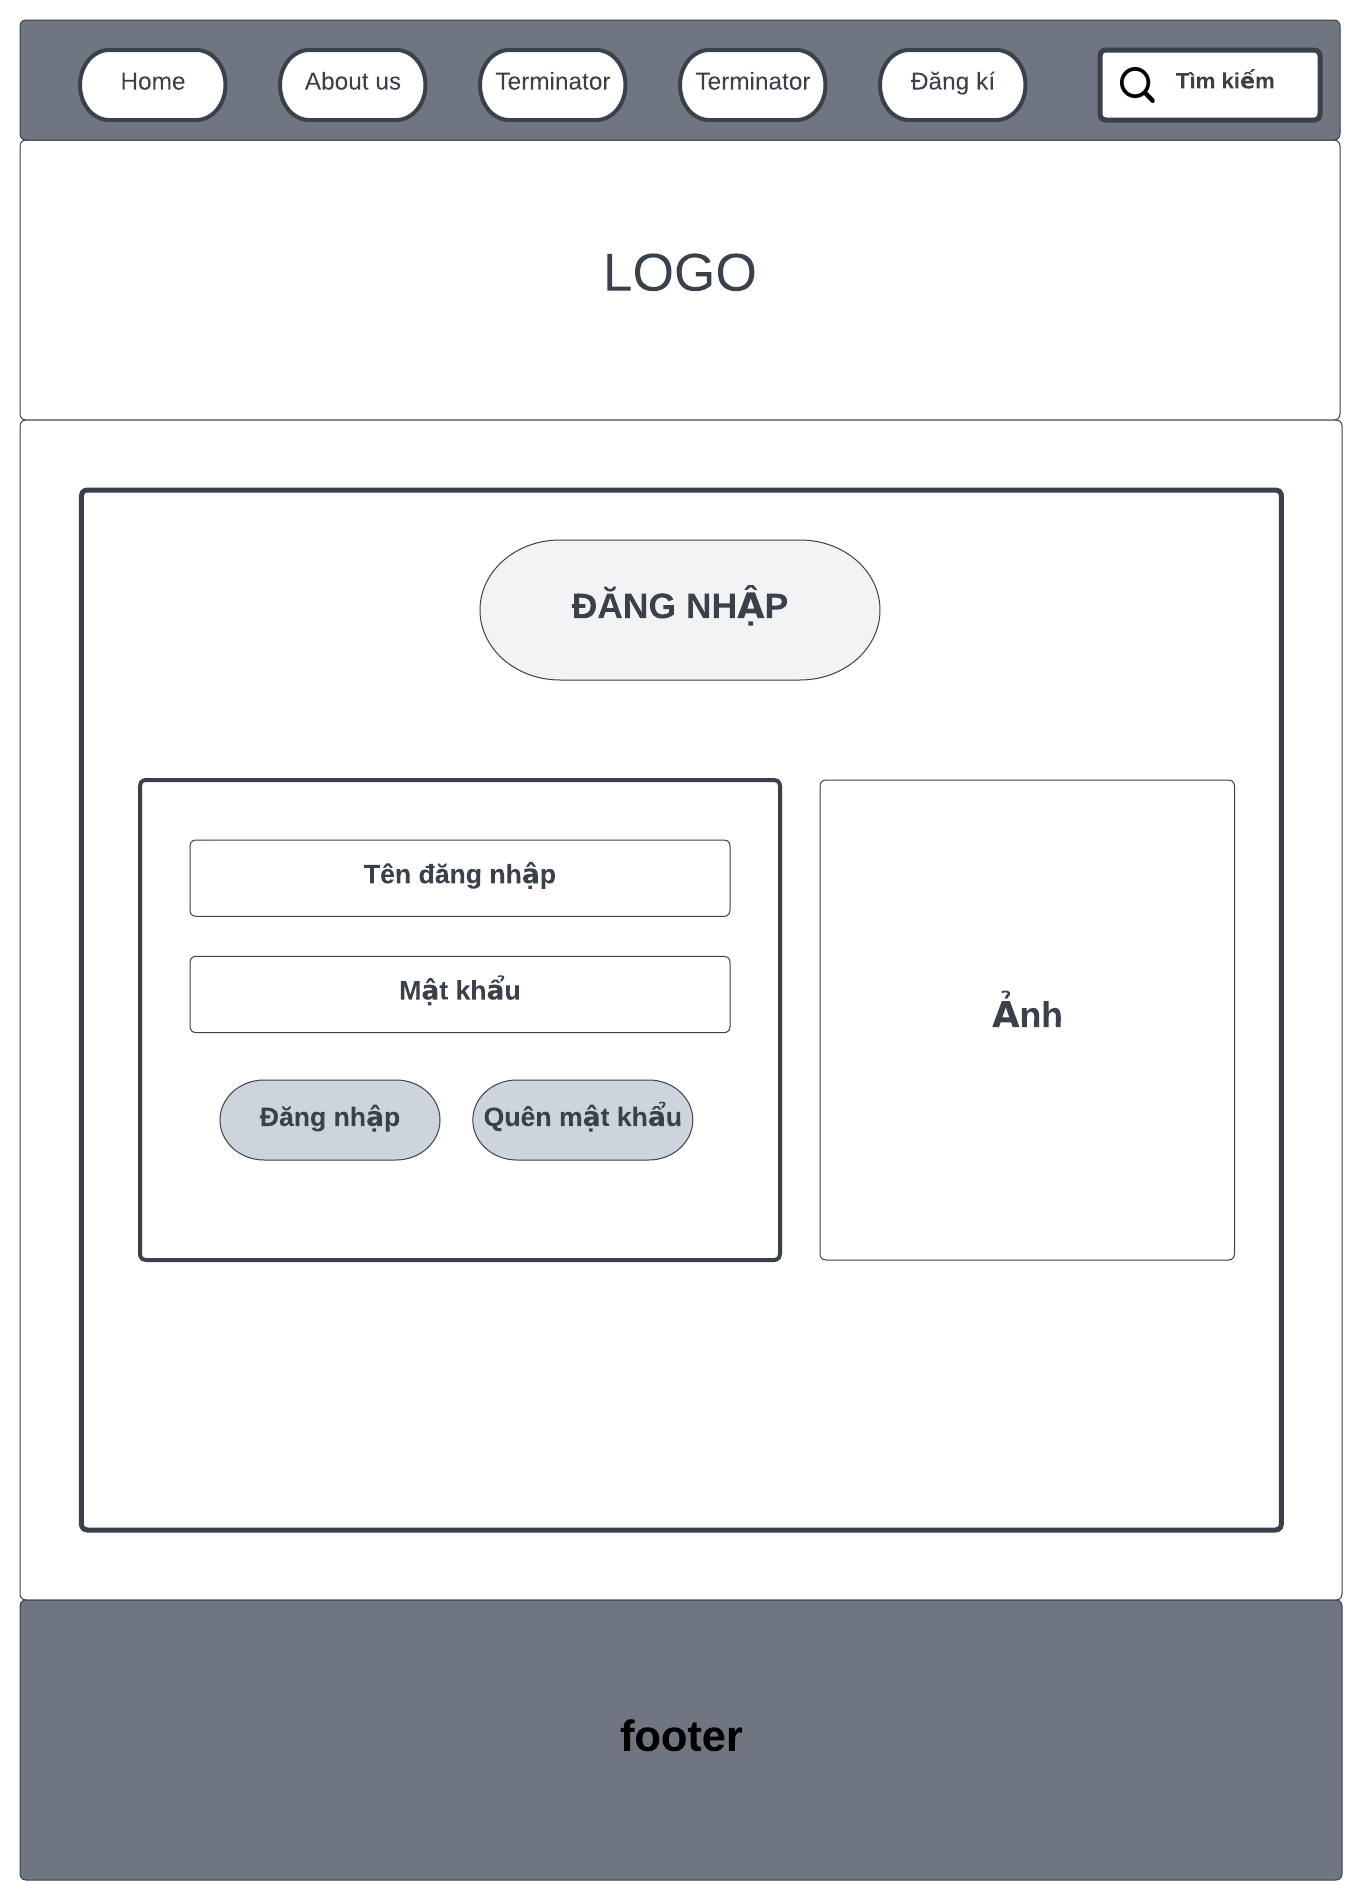 Home
About us
Terminator
Terminator
Đăng kí
Tìm kiếm
LOGO
ĐĂNG NHẬP
Tên đăng nhập
Mật khẩu
Đăng nhập
Quên mật khẩu
Ảnh
footer